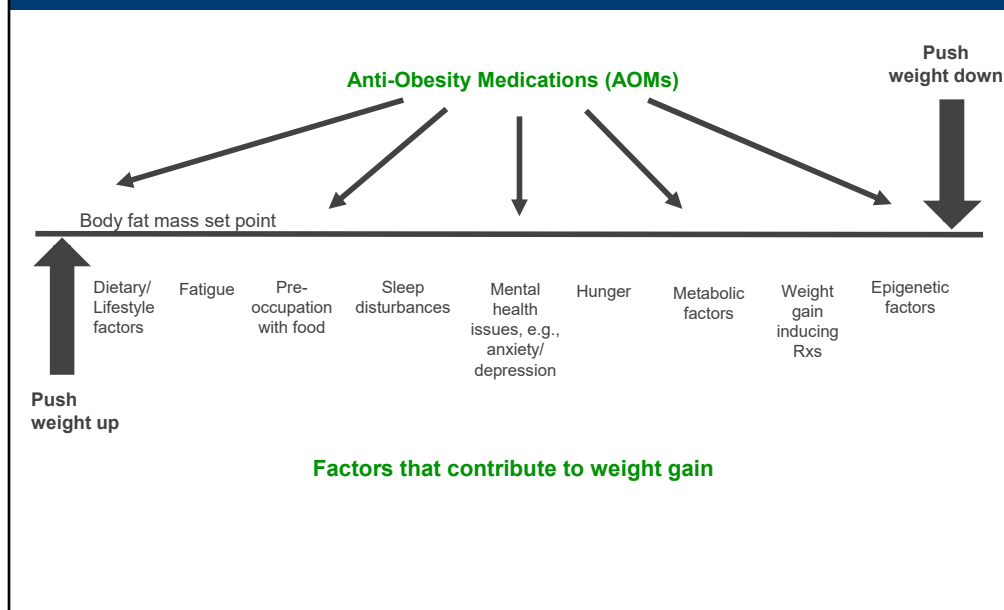 Push
weight down
Anti-Obesity Medications (AOMs)
Body fat mass set point
Dietary/
Lifestyle
factors
Fatigue
Pre-
occupation
with food
Sleep
disturbances
Mental
health
issues, e.g.,
anxiety/
depression
Hunger
Metabolic
factors
Weight
gain
inducing
Rxs
Epigenetic
factors
Push
weight up
Factors that contribute to weight gain